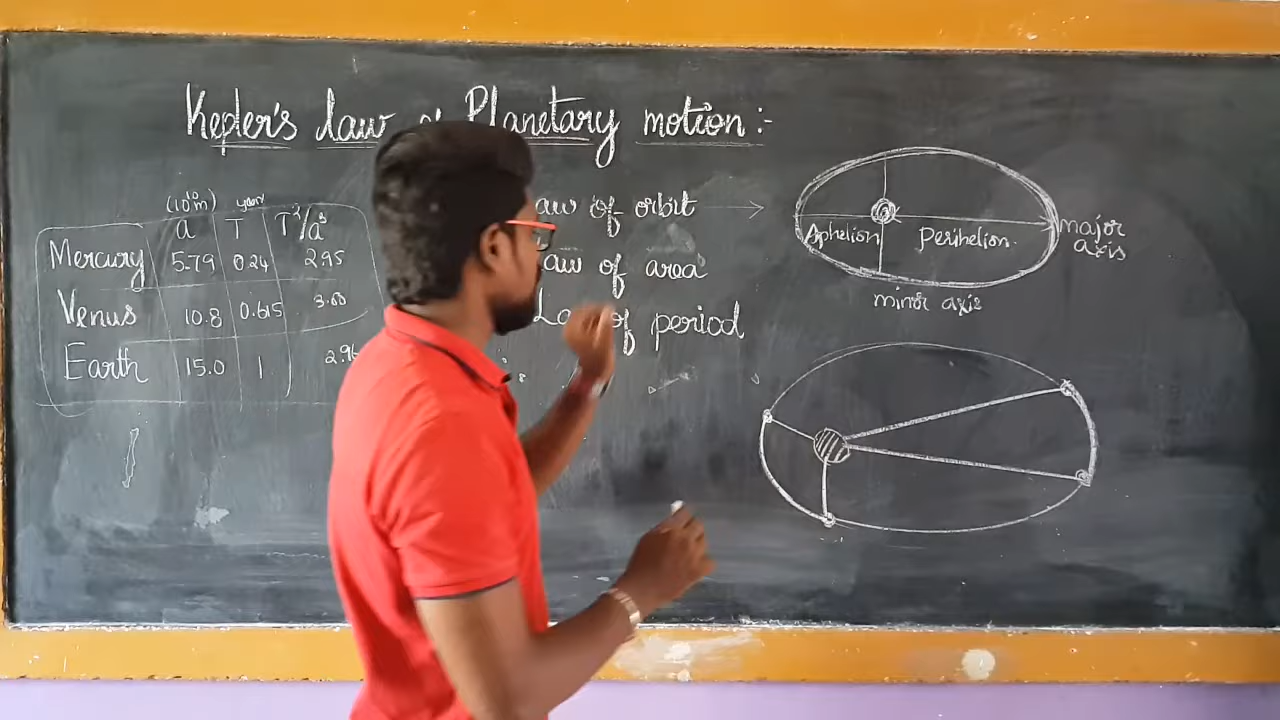 Kepler's law Planetary motion :-
(10¹⁰m) year
a T T²/a³
Mercury 5.79 0.24 2.95
Venus 10.8 0.615 3.00
Earth 15.0 1 2.96
aw of orbit
aw of area
La of period
Aphelion Perihelion.
major
axis
minor axis